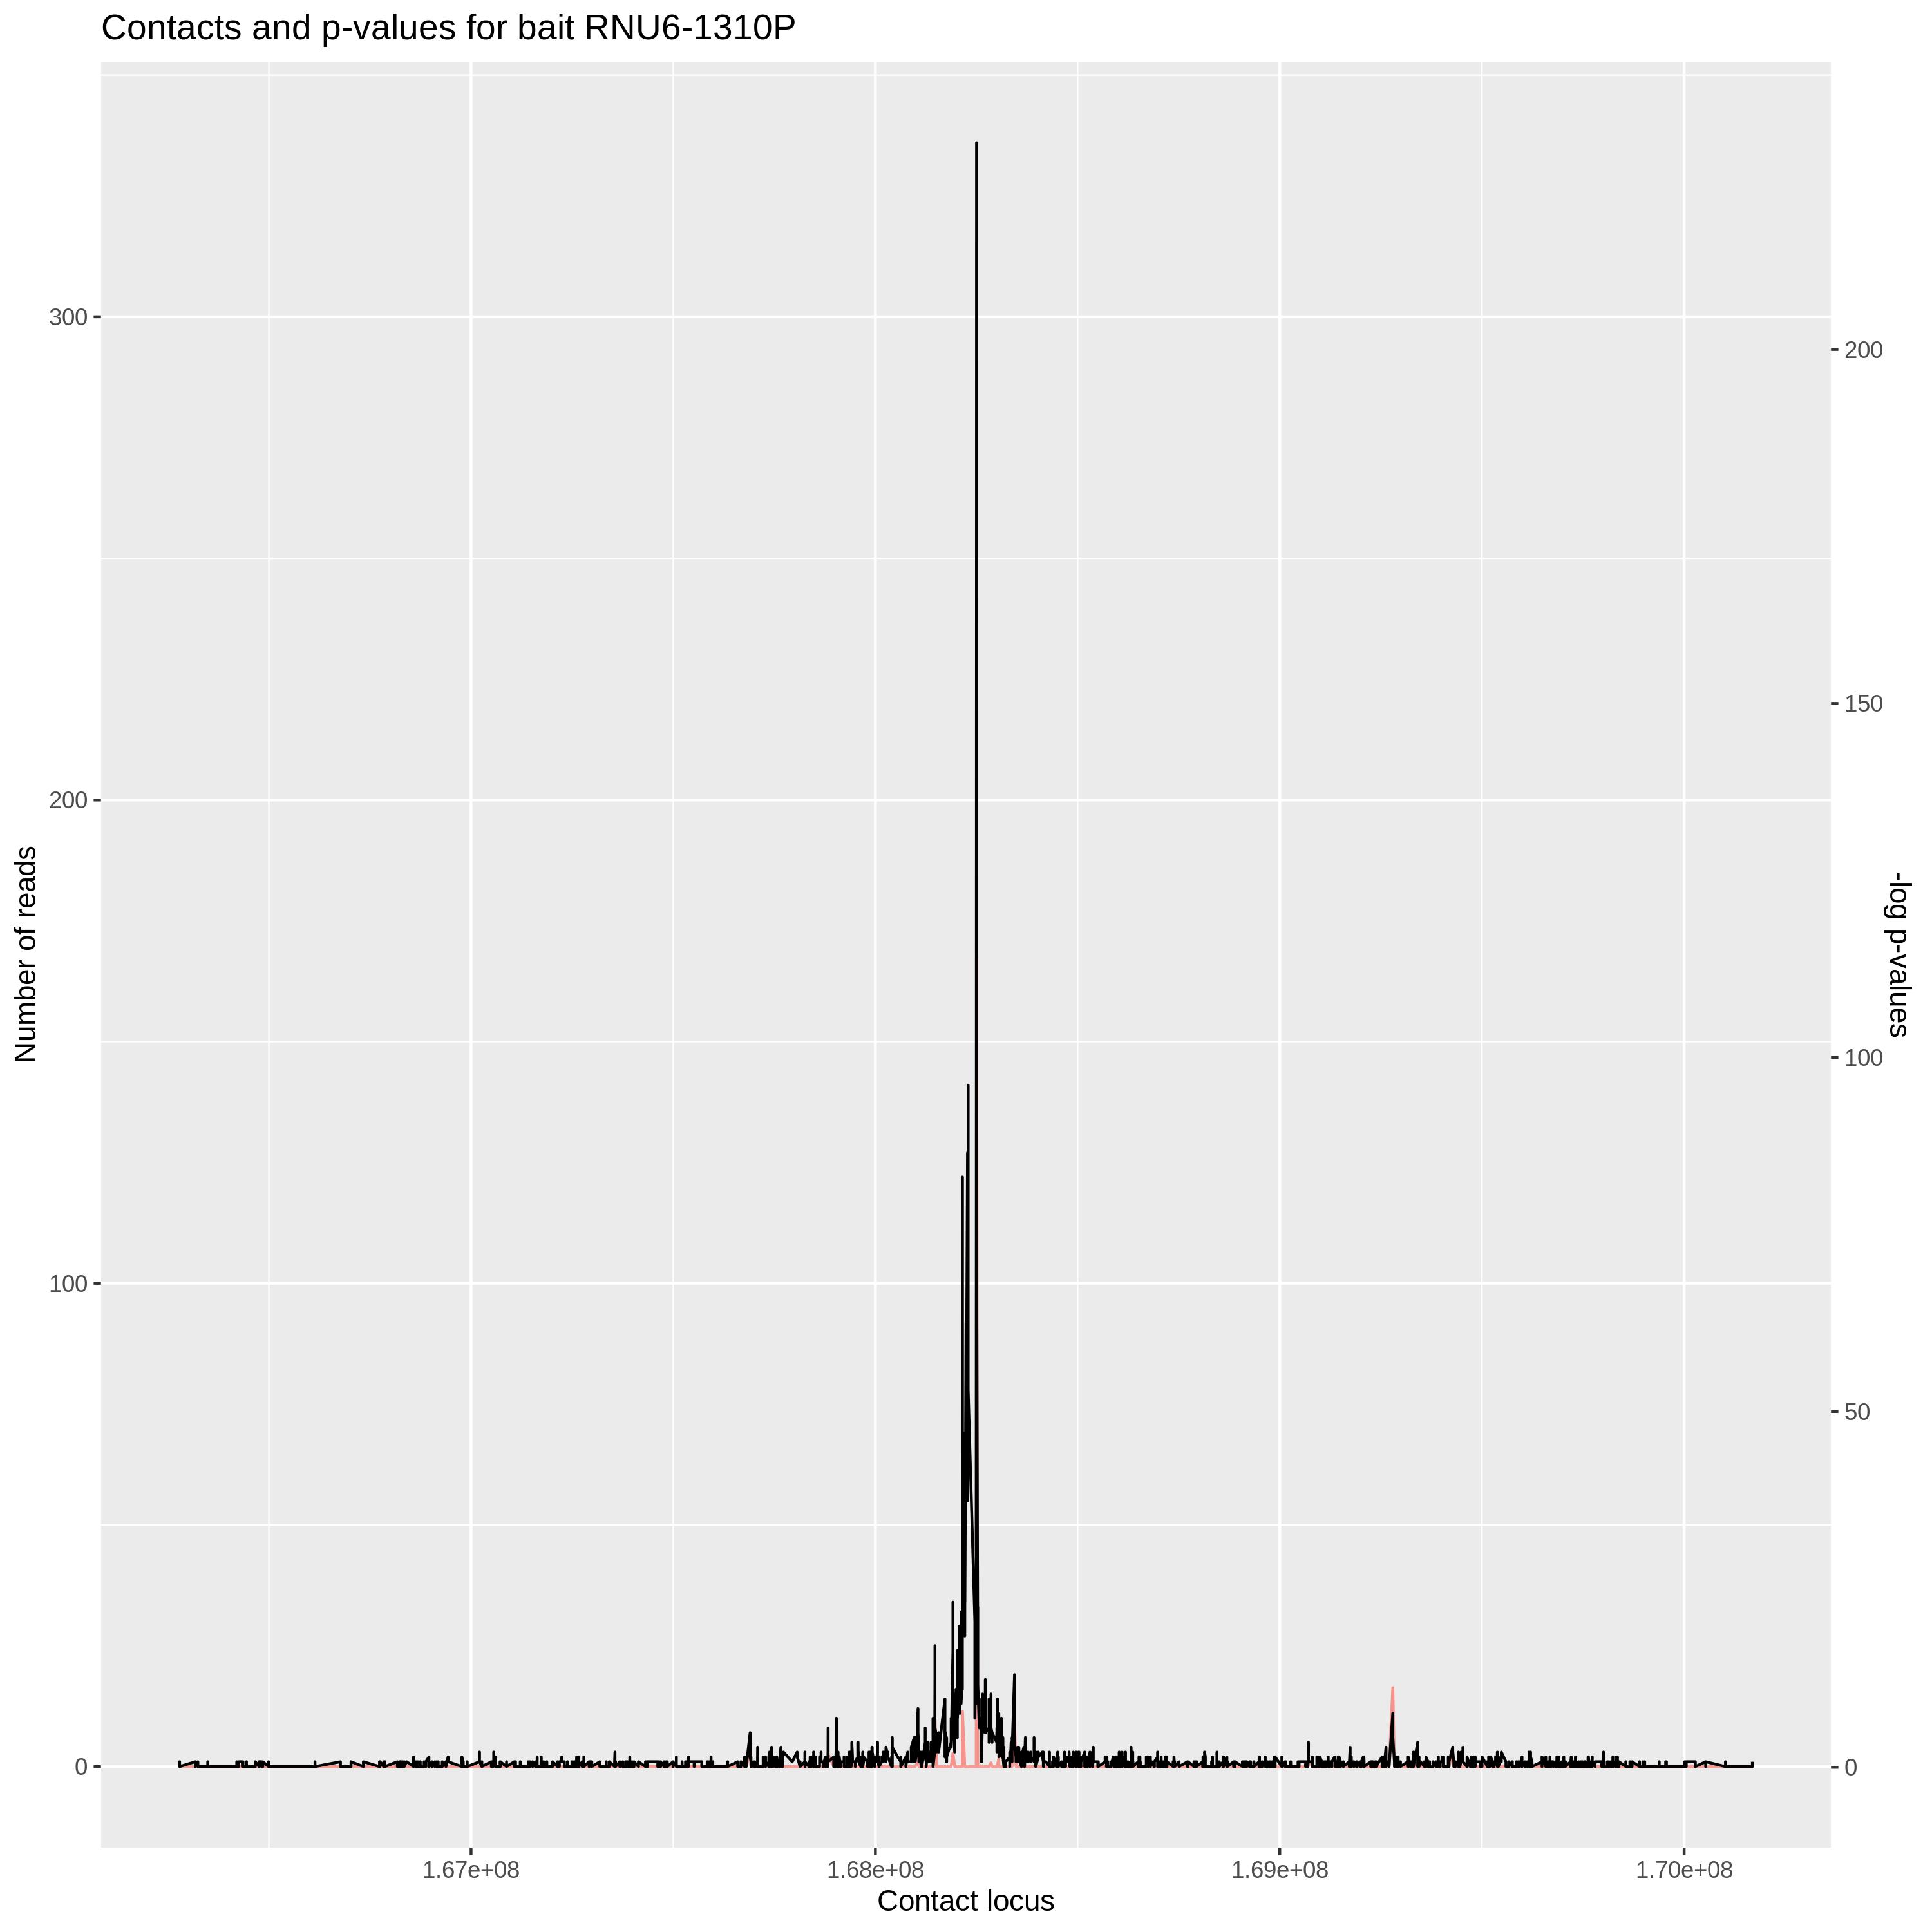 Contacts and p-values for bait RNU6-1310P
300
200
100
0
Number of reads
200
150
100
50
0
-log p-values
1.67e+08 1.68e+08 1.69e+08 1.70e+08
Contact locus